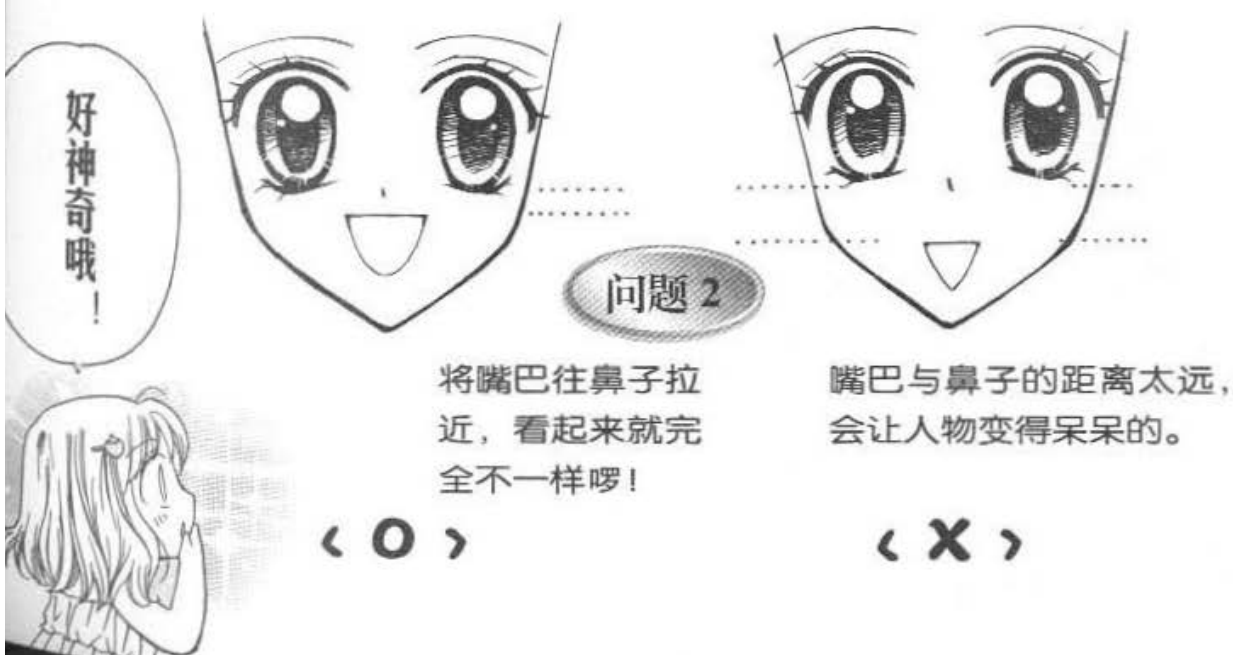 好神奇哦！
问题 2
将嘴巴往鼻子拉
近，看起来就完
全不一样啰！
‹ O ›
嘴巴与鼻子的距离太远，
会让人物变得呆呆的。
‹ X ›